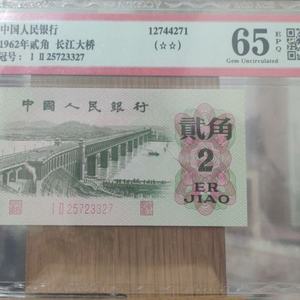 中国人民银行
1962年贰角 长江大桥
冠号: I II 25723327
12744271
(☆☆)
65 EPQ
Gem Uncirculated
中國人民銀行
貳角
2
ER
JIAO
I II 25723327